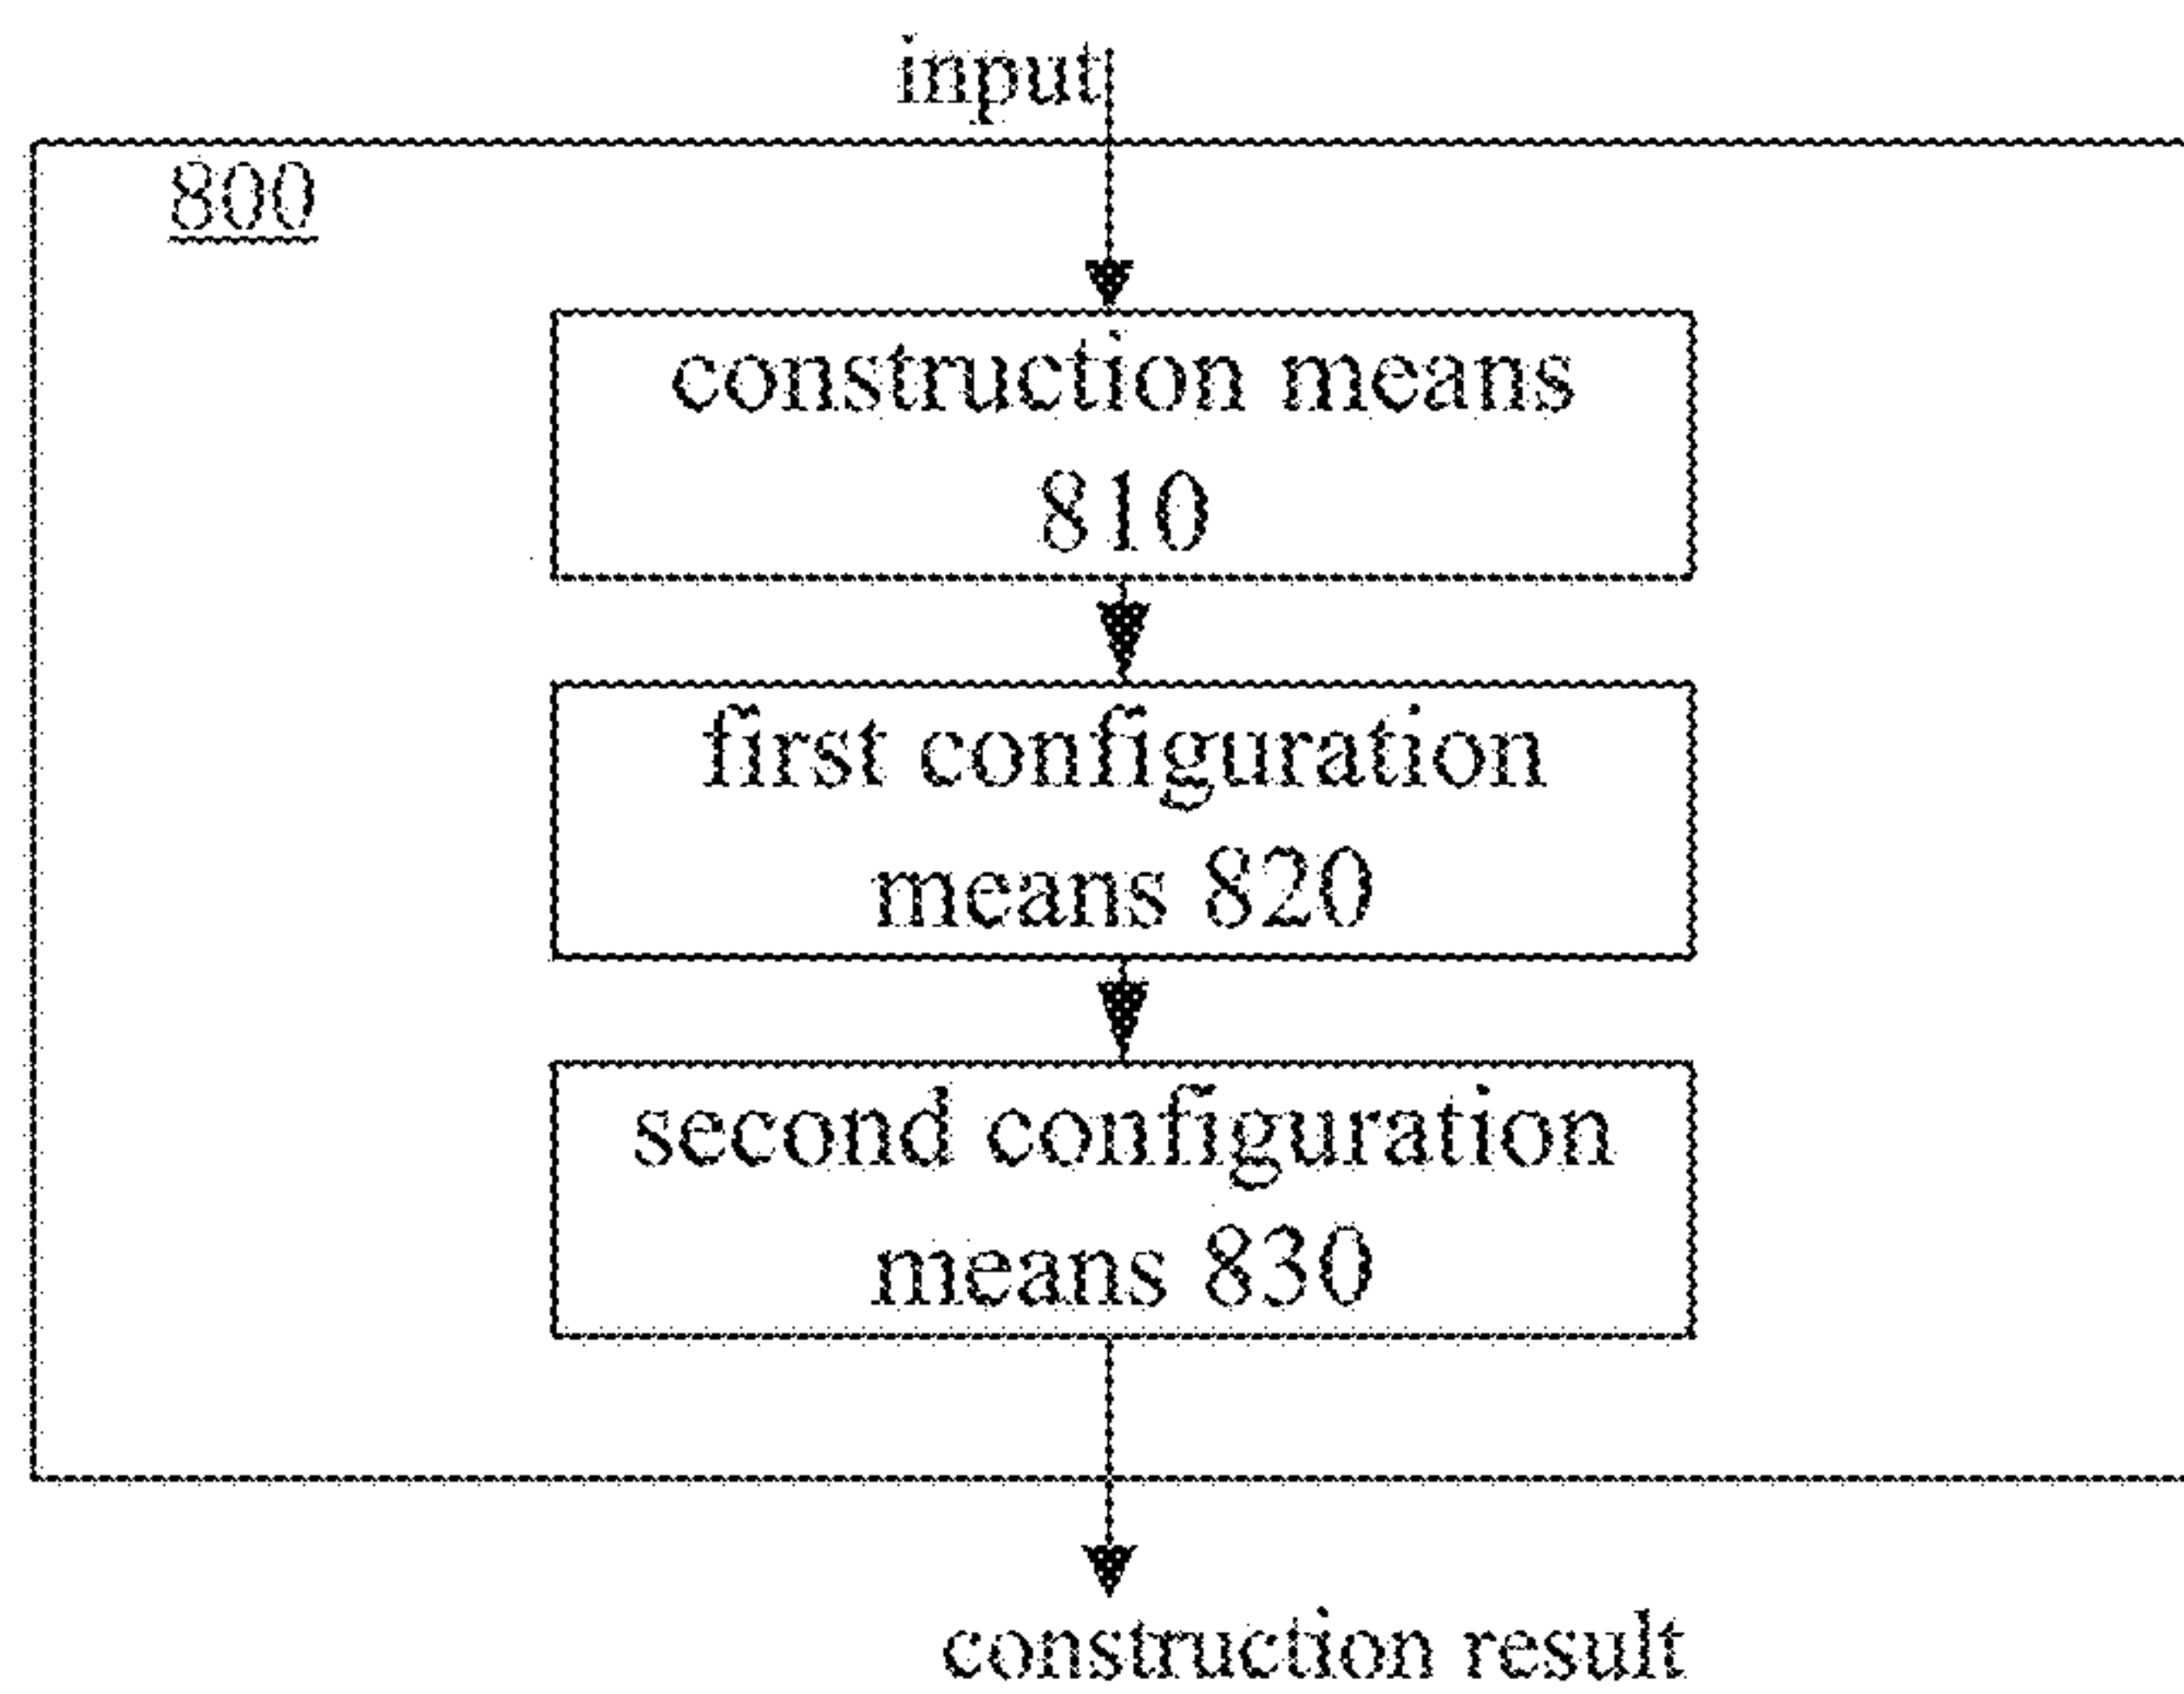 input
800
construction means
810
first configuration
means 820
second configuration
means 830
construction result